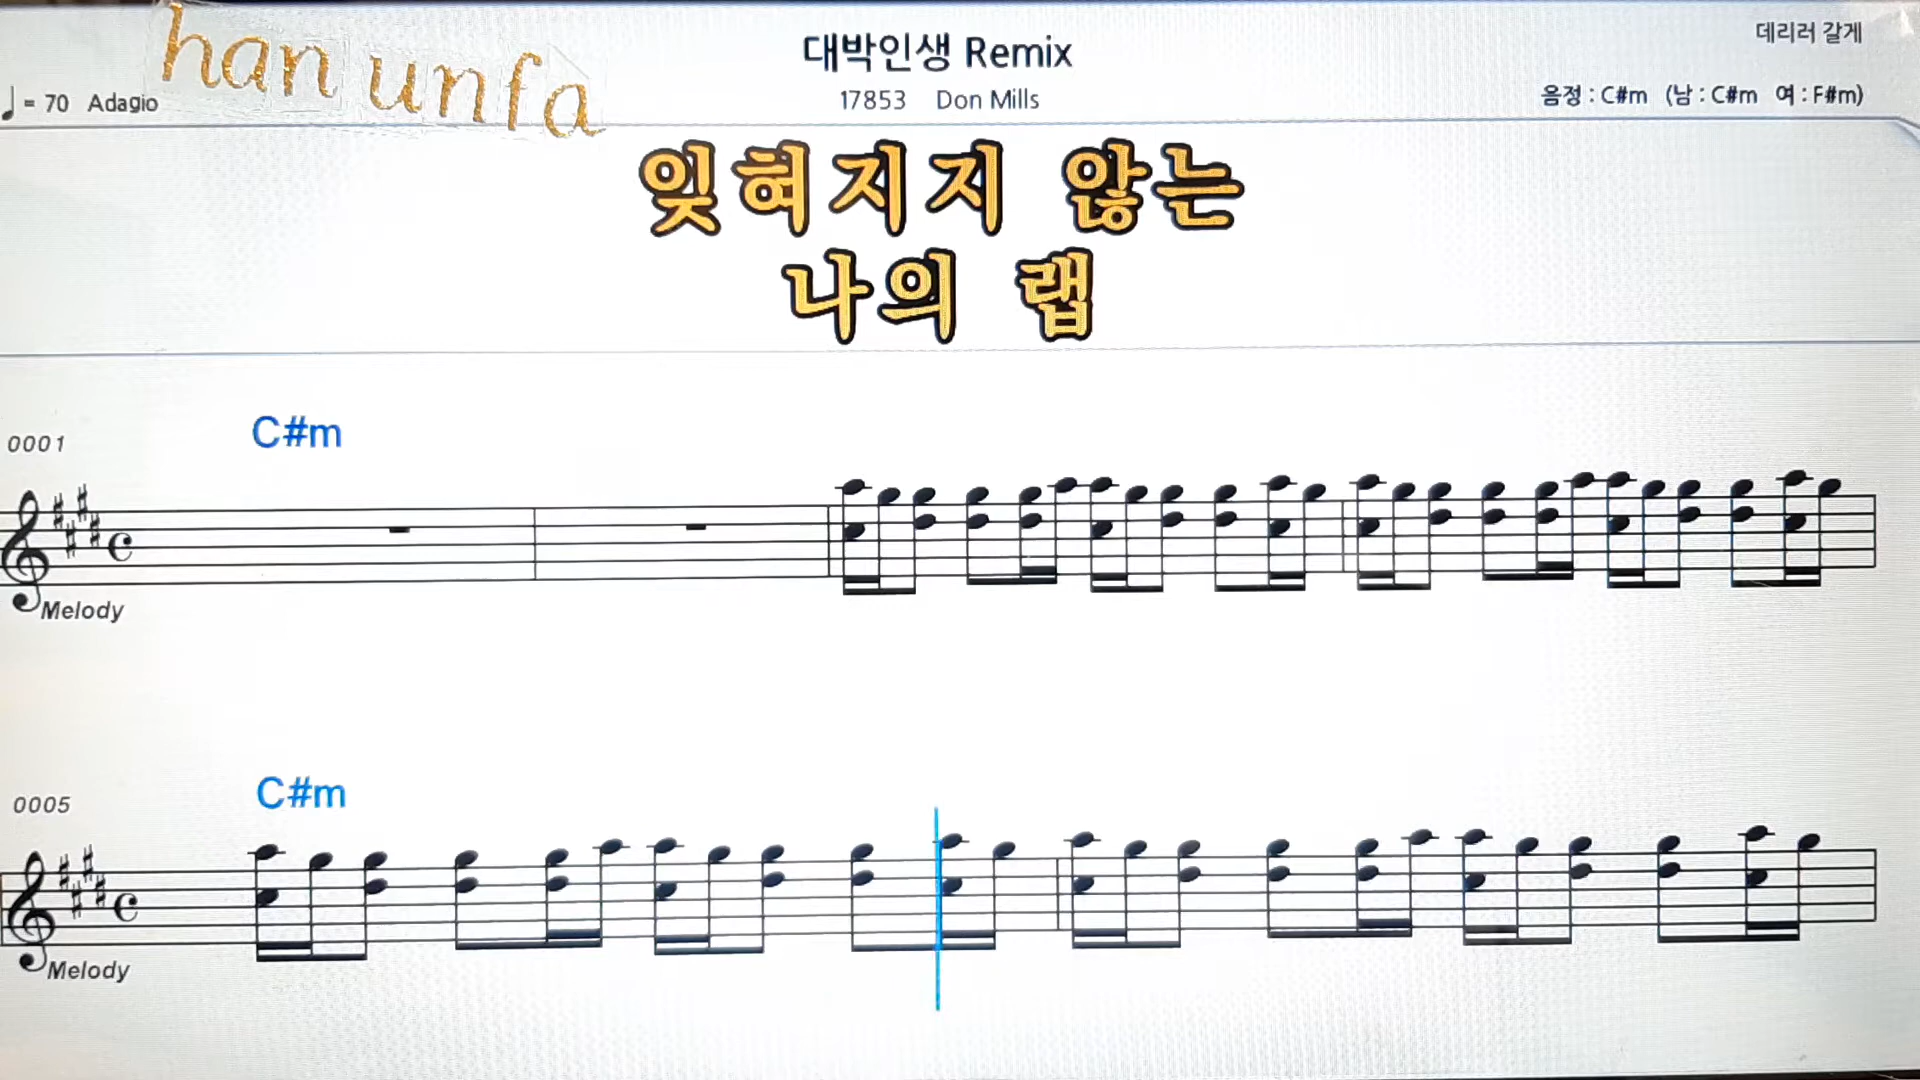 han unfa
대박인생 Remix
데리러 갈게
♩= 70 Adagio
17853 Don Mills
음정 : C#m (남 : C#m 여 : F#m)
잊혀지지 않는
나의 랩
C#m
0001
Melody
C#m
0005
Melody